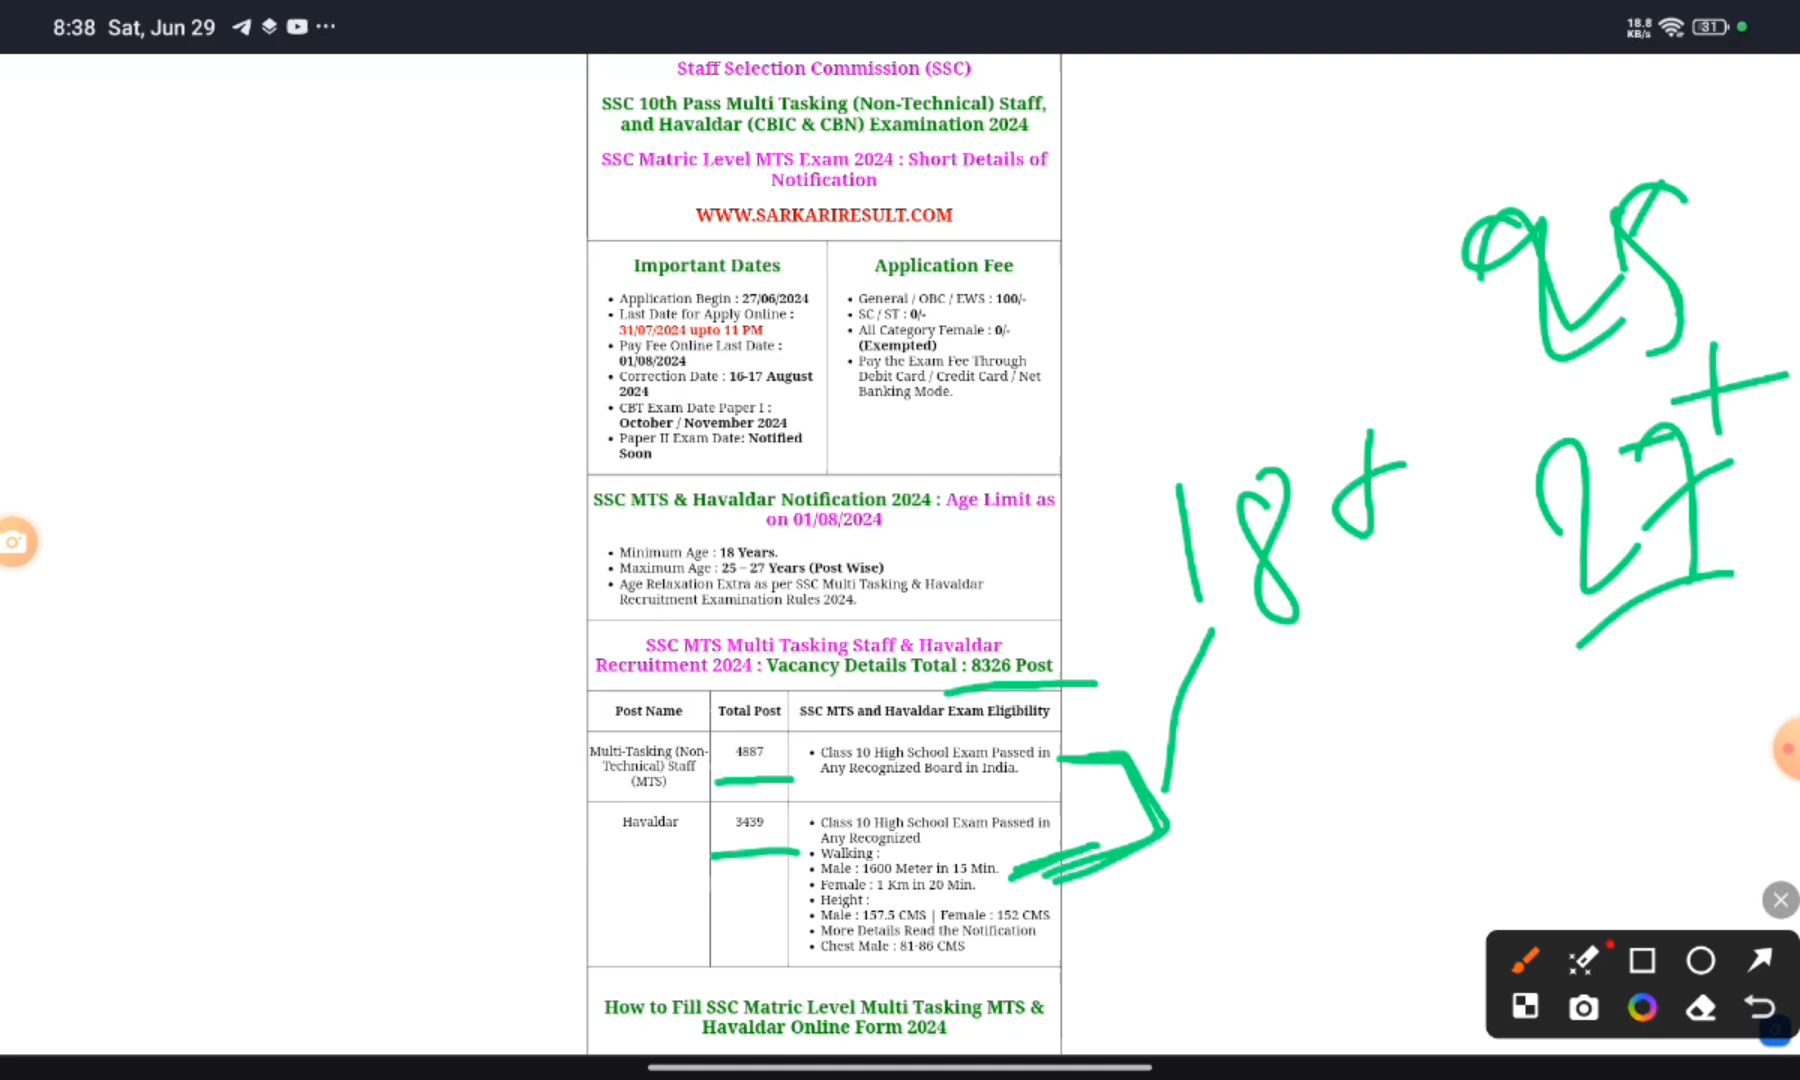 8:38 Sat, Jun 29
18.8 KB/s
31
Staff Selection Commission (SSC)
SSC 10th Pass Multi Tasking (Non-Technical) Staff,
and Havaldar (CBIC & CBN) Examination 2024
SSC Matric Level MTS Exam 2024 : Short Details of
Notification
WWW.SARKARIRESULT.COM
Important Dates
Application Begin : 27/06/2024
Last Date for Apply Online :
31/07/2024 upto 11 PM
Pay Fee Online Last Date :
01/08/2024
Correction Date : 16-17 August
2024
CBT Exam Date Paper I :
October / November 2024
Paper II Exam Date: Notified
Soon
Application Fee
General / OBC / EWS : 100/-
SC / ST : 0/-
All Category Female : 0/-
(Exempted)
Pay the Exam Fee Through
Debit Card / Credit Card / Net
Banking Mode.
SSC MTS & Havaldar Notification 2024 : Age Limit as
on 01/08/2024
Minimum Age : 18 Years.
Maximum Age : 25 – 27 Years (Post Wise)
Age Relaxation Extra as per SSC Multi Tasking & Havaldar
Recruitment Examination Rules 2024.
SSC MTS Multi Tasking Staff & Havaldar
Recruitment 2024 : Vacancy Details Total : 8326 Post
Post Name
Total Post
SSC MTS and Havaldar Exam Eligibility
Multi-Tasking (Non-
Technical) Staff
(MTS)
4887
Class 10 High School Exam Passed in
Any Recognized Board in India.
Havaldar
3439
Class 10 High School Exam Passed in
Any Recognized
Walking :
Male : 1600 Meter in 15 Min.
Female : 1 Km in 20 Min.
Height :
Male : 157.5 CMS | Female : 152 CMS
More Details Read the Notification
Chest Male : 81-86 CMS
How to Fill SSC Matric Level Multi Tasking MTS &
Havaldar Online Form 2024
25
+
18+
27